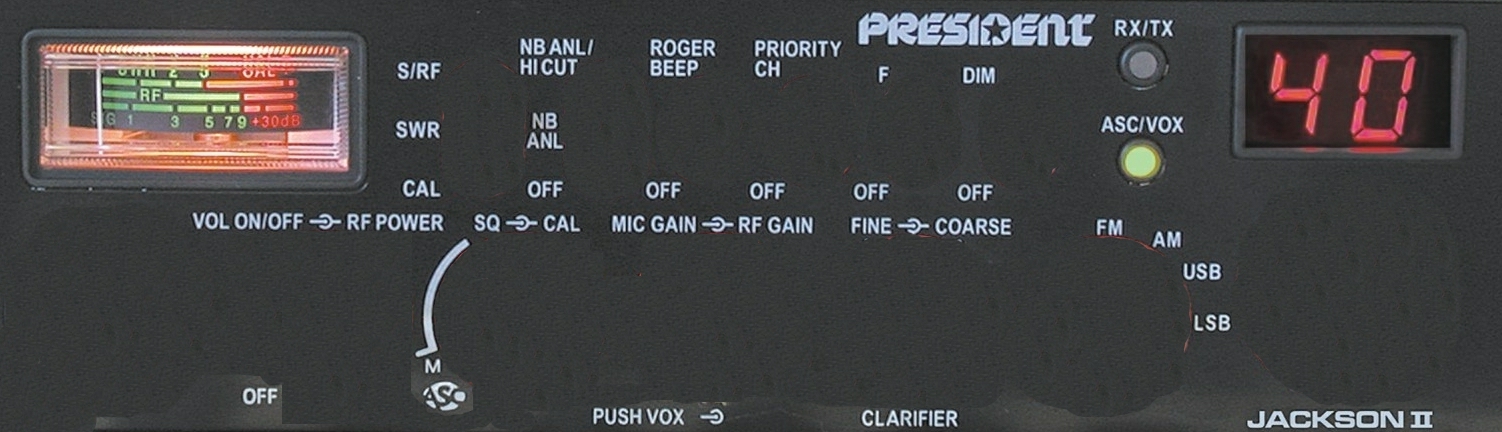 PRESIDENT
RX/TX
NB ANL/
HI CUT
ROGER
BEEP
PRIORITY
CH
F
DIM
S/RF
40
SWR
NB
ANL
ASC/VOX
RF
1 3 5 7 9 +30dB
CAL
OFF
OFF
OFF
OFF
OFF
VOL ON/OFF RF POWER
SQ CAL
MIC GAIN RF GAIN
FINE COARSE
FM
AM
USB
LSB
M
ASC
OFF
PUSH VOX
CLARIFIER
JACKSON II